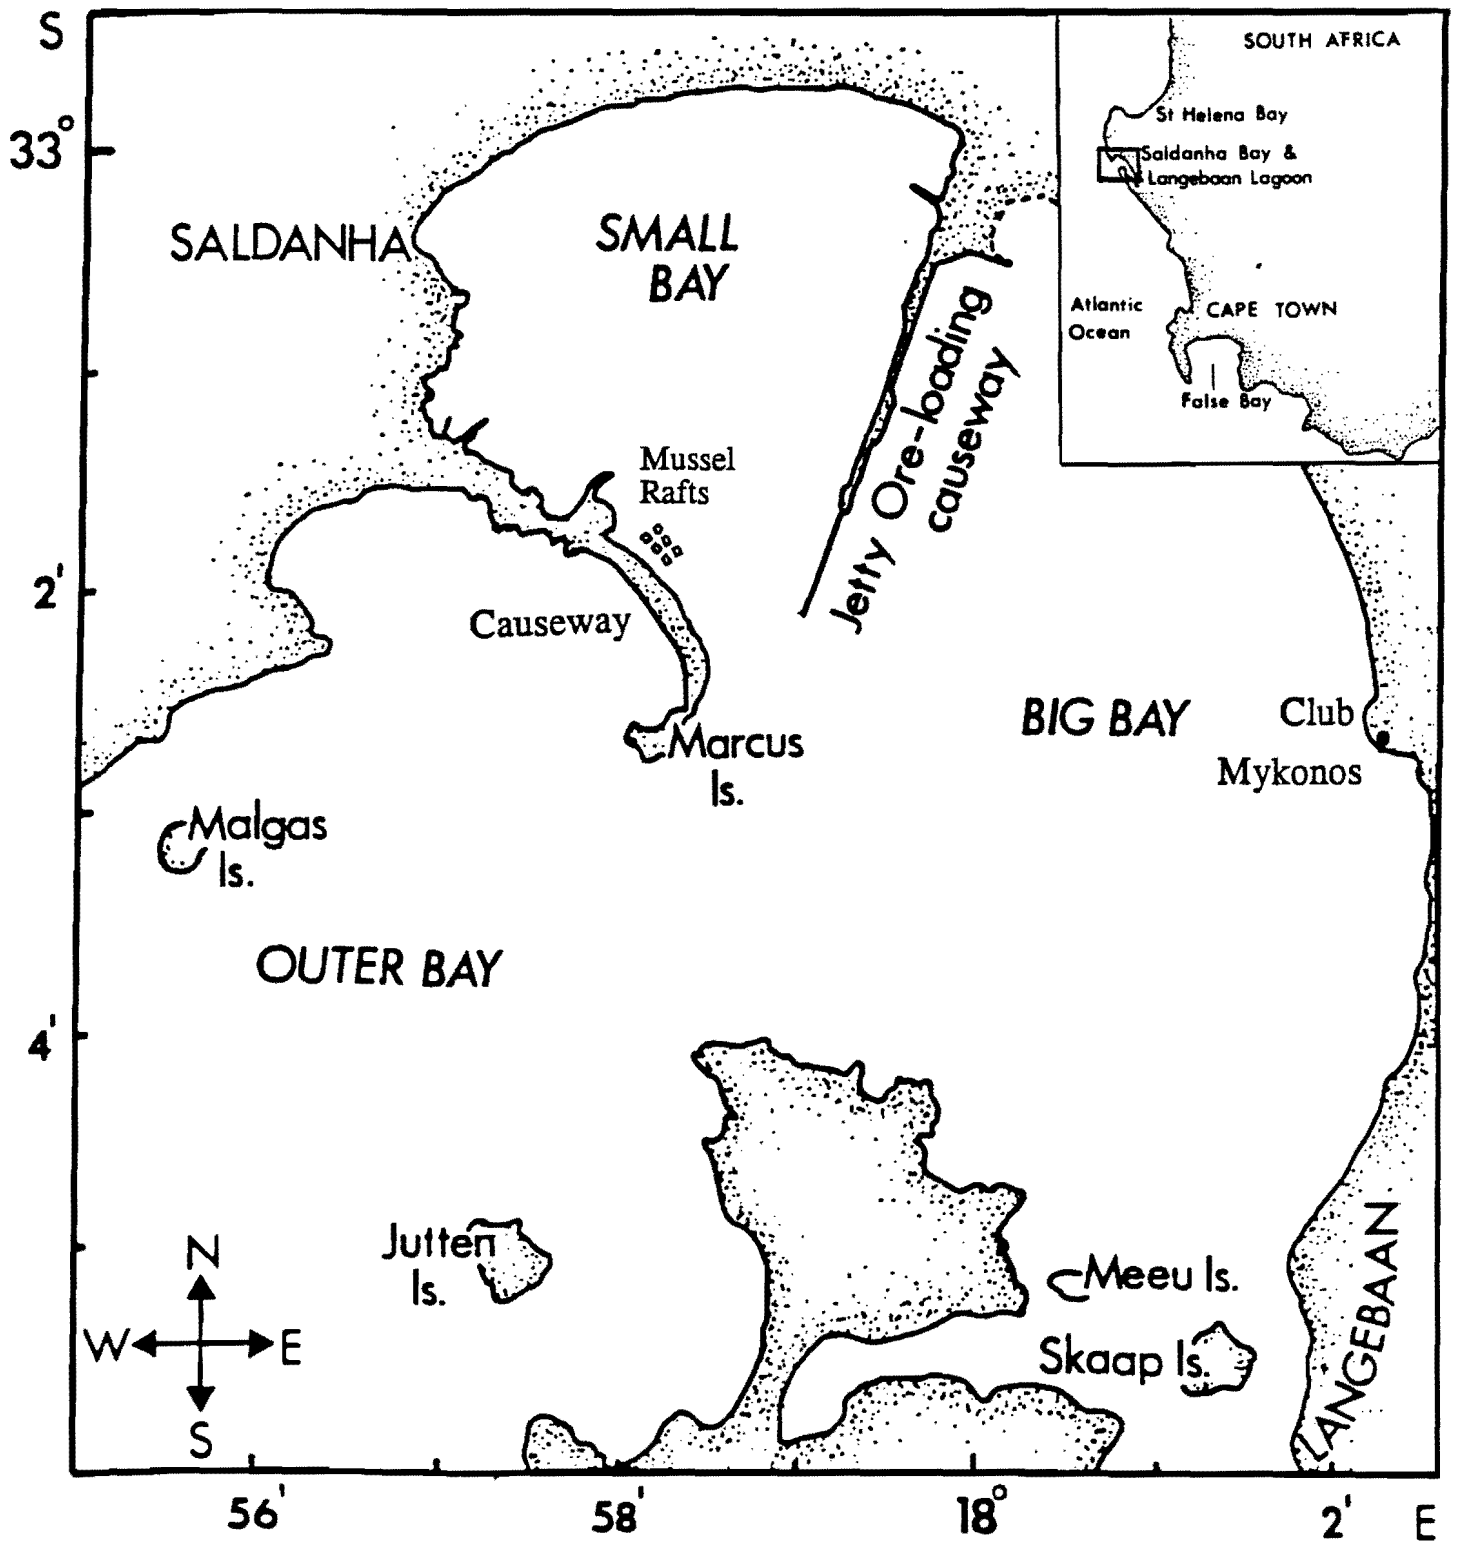 S
SOUTH AFRICA
St Helena Bay
33°
Saldanha Bay &
Langebaan Lagoon
SALDANHA
SMALL
BAY
Atlantic
Ocean
CAPE TOWN
False Bay
Jetty Ore-loading
causeway
Mussel
Rafts
2'
Causeway
BIG BAY
Club
Mykonos
Marcus
Is.
Malgas
Is.
OUTER BAY
4'
Jutten
Is.
Meeu Is.
Skaap Is.
LANGEBAAN
N
W E
S
56' 58' 18° 2' E